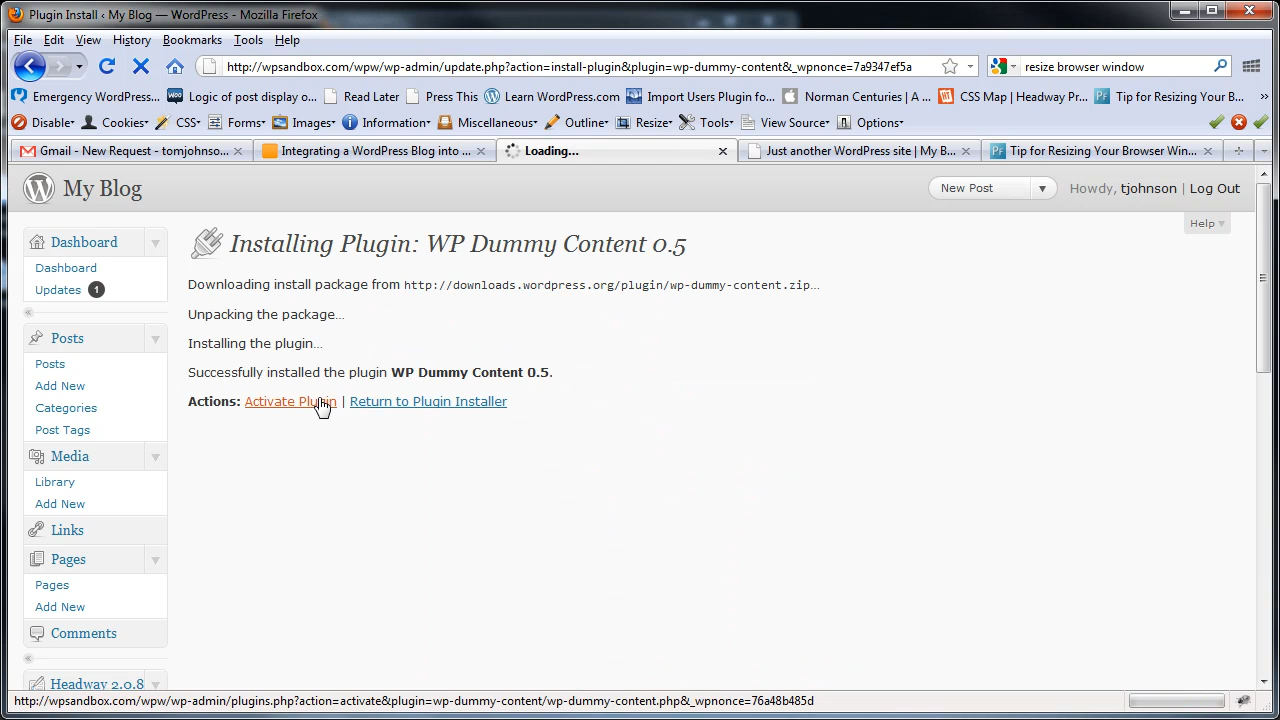 Plugin Install ‹ My Blog — WordPress - Mozilla Firefox
File Edit View History Bookmarks Tools Help
http://wpsandbox.com/wpw/wp-admin/update.php?action=install-plugin&plugin=wp-dummy-content&_wpnonce=7a9347ef5a
resize browser window
Emergency WordPress... Logic of post display o... Read Later Press This Learn WordPress.com Import Users Plugin fo... Norman Centuries | A ... CSS Map | Headway Pr... Tip for Resizing Your B... »
Disable Cookies CSS Forms Images Information Miscellaneous Outline Resize Tools View Source Options
Gmail - New Request - tomjohnso... Integrating a WordPress Blog into ... Loading... Just another WordPress site | My B... Tip for Resizing Your Browser Win...
My Blog
New Post
Howdy, tjohnson | Log Out
Help
Dashboard
Dashboard
Updates 1
Posts
Posts
Add New
Categories
Post Tags
Media
Library
Add New
Links
Pages
Pages
Add New
Comments
Headway 2.0.8
Installing Plugin: WP Dummy Content 0.5
Downloading install package from http://downloads.wordpress.org/plugin/wp-dummy-content.zip…
Unpacking the package…
Installing the plugin…
Successfully installed the plugin WP Dummy Content 0.5.
Actions: Activate Plugin | Return to Plugin Installer
http://wpsandbox.com/wpw/wp-admin/plugins.php?action=activate&plugin=wp-dummy-content/wp-dummy-content.php&_wpnonce=76a48b485d